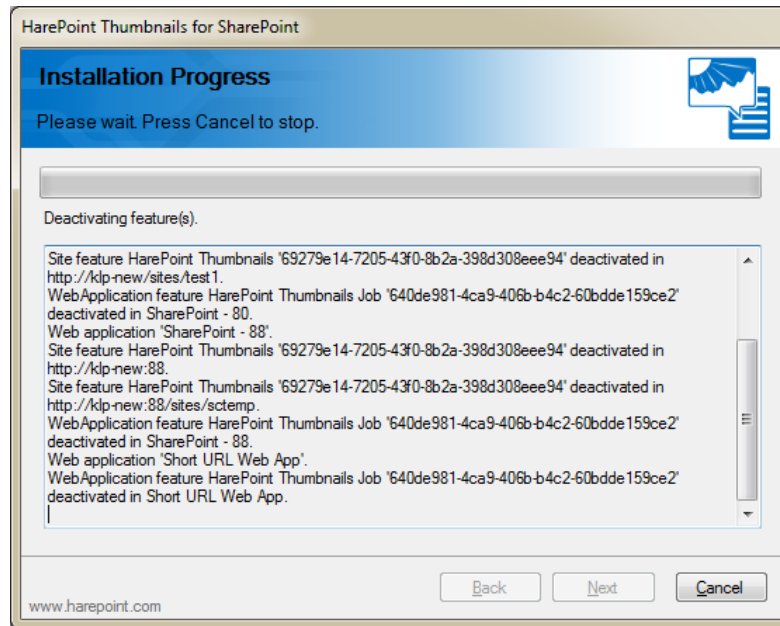 HarePoint Thumbnails for SharePoint
Installation Progress
Please wait. Press Cancel to stop.
Deactivating feature(s).
Site feature HarePoint Thumbnails '69279e14-7205-43f0-8b2a-398d308eee94' deactivated in
http://klp-new/sites/test1.
WebApplication feature HarePoint Thumbnails Job '640de981-4ca9-406b-b4c2-60bdde159ce2'
deactivated in SharePoint - 80.
Web application 'SharePoint - 88'.
Site feature HarePoint Thumbnails '69279e14-7205-43f0-8b2a-398d308eee94' deactivated in
http://klp-new:88.
Site feature HarePoint Thumbnails '69279e14-7205-43f0-8b2a-398d308eee94' deactivated in
http://klp-new:88/sites/sctemp.
WebApplication feature HarePoint Thumbnails Job '640de981-4ca9-406b-b4c2-60bdde159ce2'
deactivated in SharePoint - 88.
Web application 'Short URL Web App'.
WebApplication feature HarePoint Thumbnails Job '640de981-4ca9-406b-b4c2-60bdde159ce2'
deactivated in Short URL Web App.
Back
Next
Cancel
www.harepoint.com